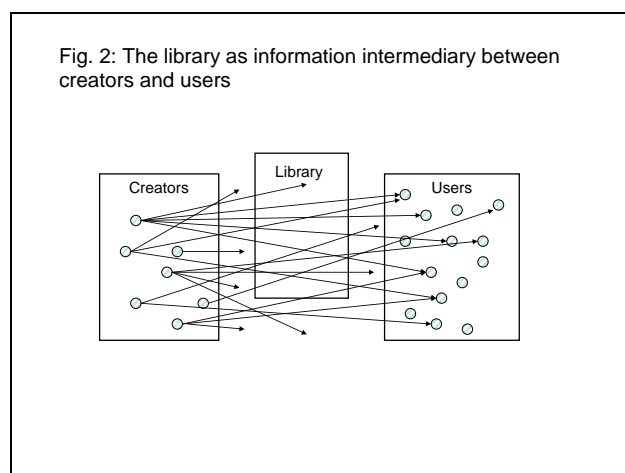 Fig. 2: The library as information intermediary between
creators and users
Library
Creators
Users